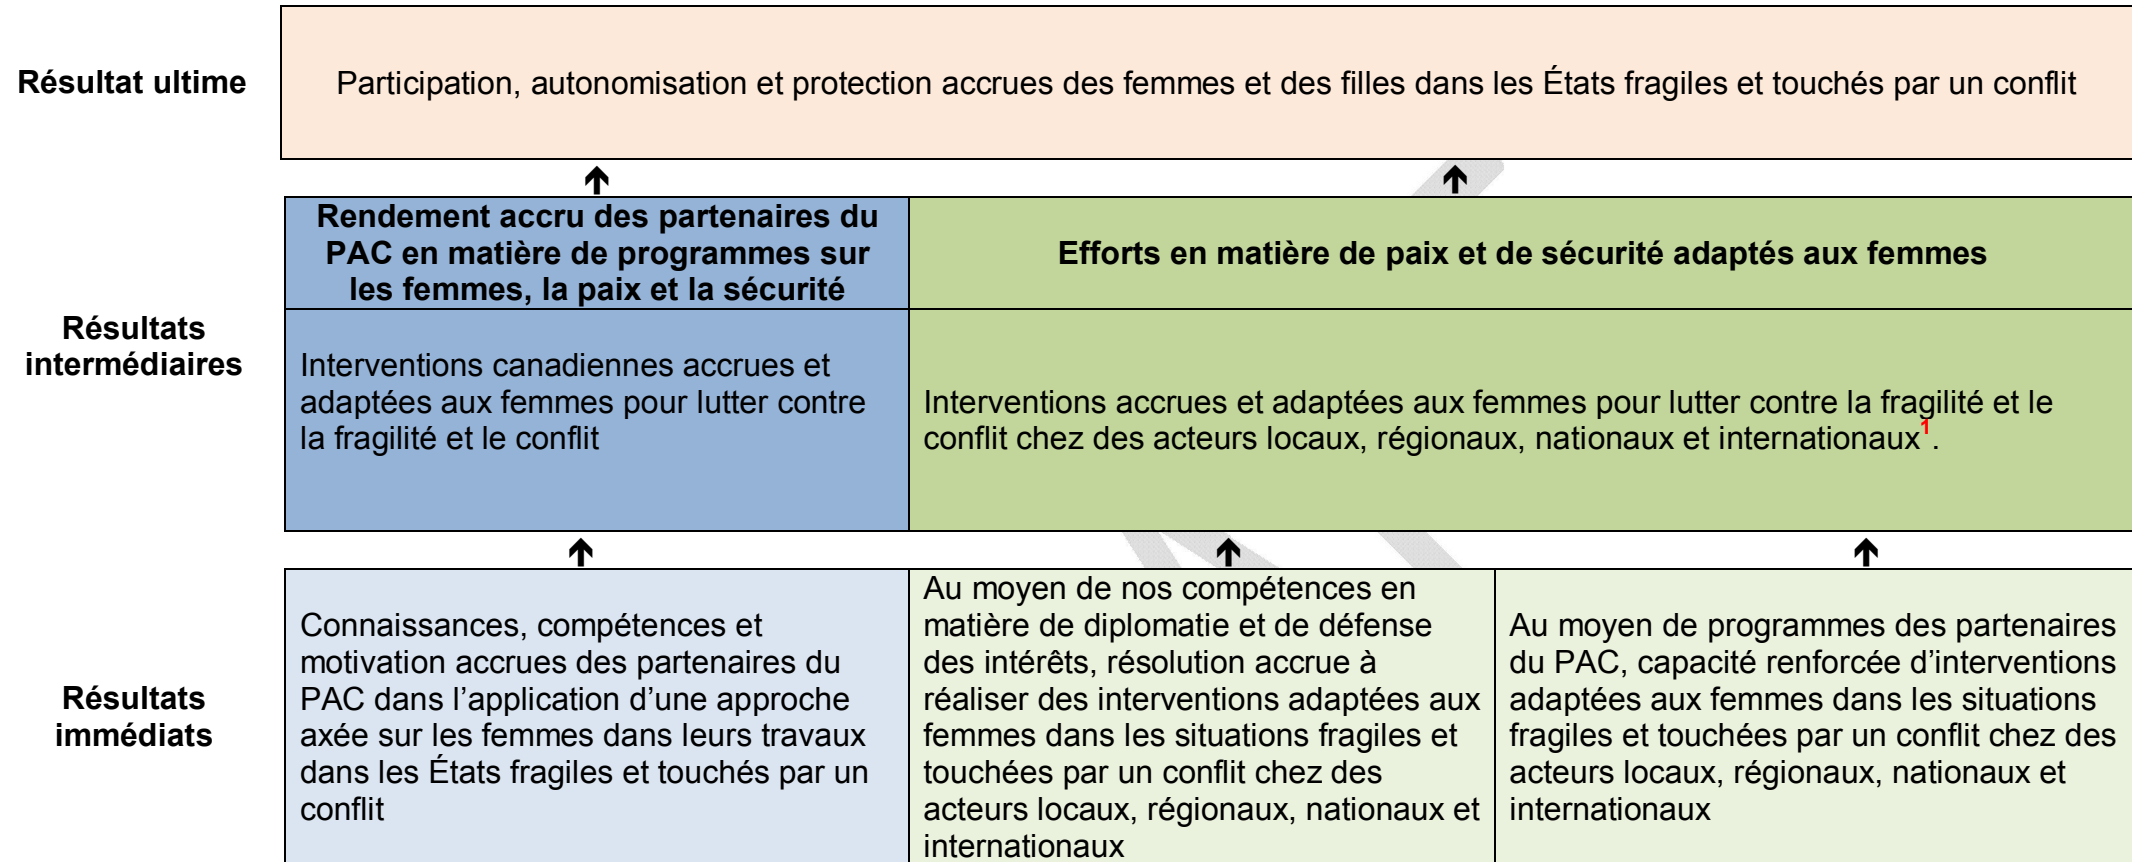 Résultat ultime
Participation, autonomisation et protection accrues des femmes et des filles dans les États fragiles et touchés par un conflit
Résultats
intermédiaires
Rendement accru des partenaires du
PAC en matière de programmes sur
les femmes, la paix et la sécurité
Efforts en matière de paix et de sécurité adaptés aux femmes
Interventions canadiennes accrues et
adaptées aux femmes pour lutter contre
la fragilité et le conflit
Interventions accrues et adaptées aux femmes pour lutter contre la fragilité et le
conflit chez des acteurs locaux, régionaux, nationaux et internationaux¹.
Résultats
immédiats
Connaissances, compétences et
motivation accrues des partenaires du
PAC dans l’application d’une approche
axée sur les femmes dans leurs travaux
dans les États fragiles et touchés par un
conflit
Au moyen de nos compétences en
matière de diplomatie et de défense
des intérêts, résolution accrue à
réaliser des interventions adaptées aux
femmes dans les situations fragiles et
touchées par un conflit chez des
acteurs locaux, régionaux, nationaux et
internationaux
Au moyen de programmes des partenaires
du PAC, capacité renforcée d’interventions
adaptées aux femmes dans les situations
fragiles et touchées par un conflit chez des
acteurs locaux, régionaux, nationaux et
internationaux